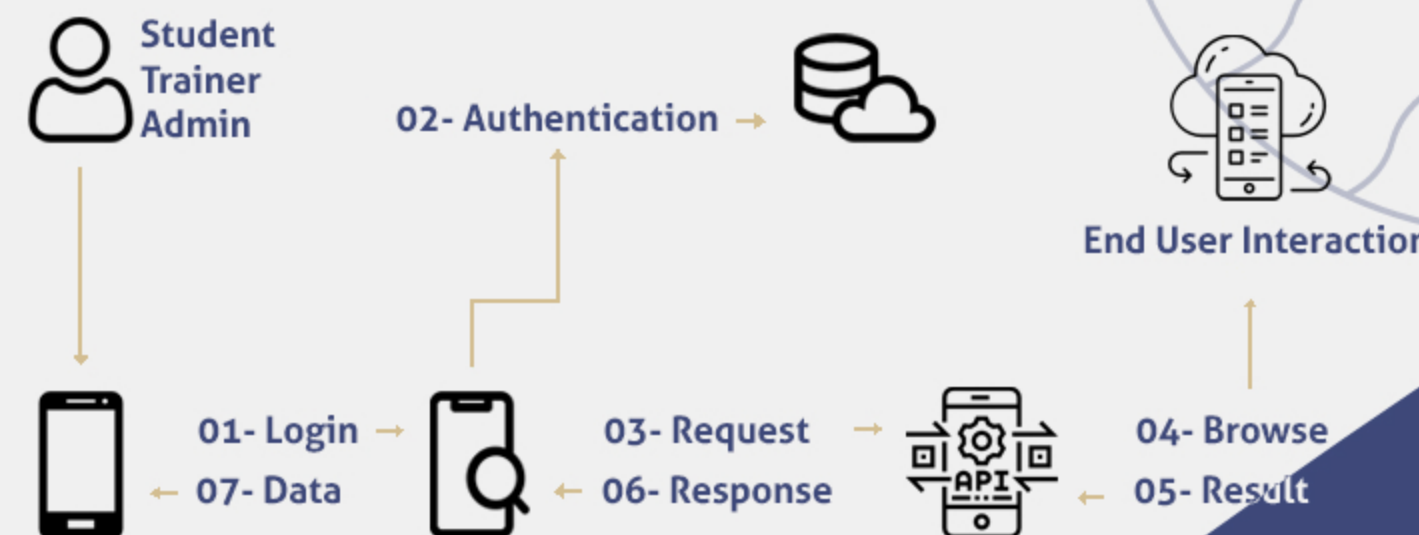 Student
Trainer
Admin
02- Authentication
End User Interaction
01- Login
03- Request
04- Browse
07- Data
06- Response
API
05- Result